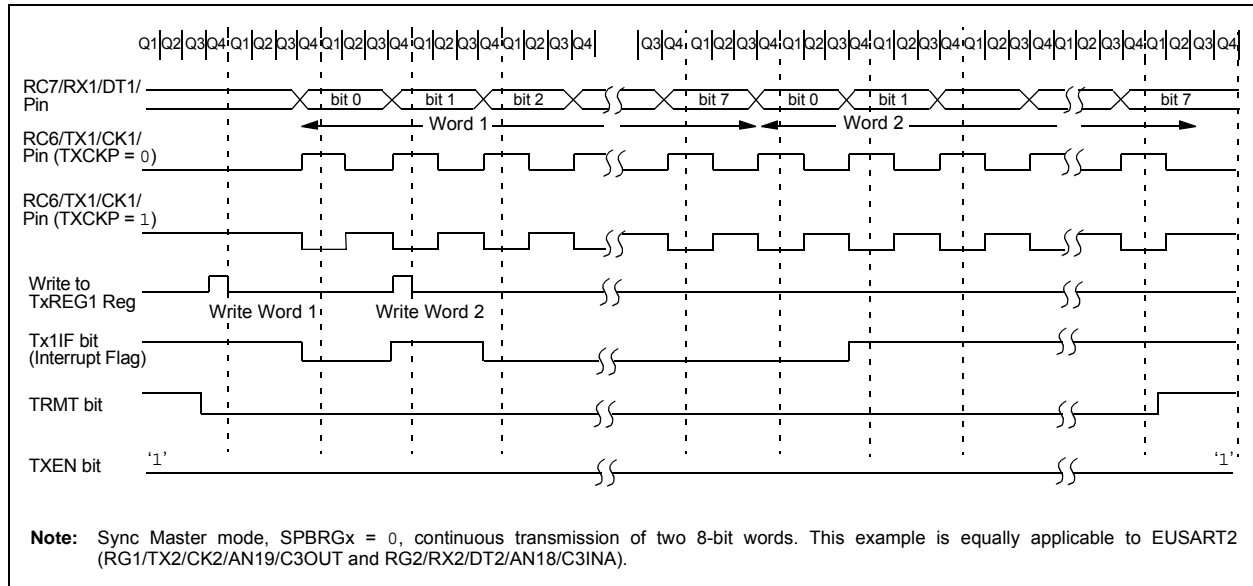 Q1 Q2 Q3 Q4 Q1 Q2 Q3 Q4 Q1 Q2 Q3 Q4 Q1 Q2 Q3 Q4 Q1 Q2 Q3 Q4 Q3 Q4 Q1 Q2 Q3 Q4 Q1 Q2 Q3 Q4 Q1 Q2 Q3 Q4 Q1 Q2 Q3 Q4 Q1 Q2 Q3 Q4 Q1 Q2 Q3 Q4
RC7/RX1/DT1/
Pin
bit 0 bit 1 bit 2 bit 7 bit 0 bit 1 bit 7
Word 1 Word 2
RC6/TX1/CK1/
Pin (TXCKP = 0)
RC6/TX1/CK1/
Pin (TXCKP = 1)
Write to
TxREG1 Reg
Write Word 1 Write Word 2
Tx1IF bit
(Interrupt Flag)
TRMT bit
TXEN bit
‘1’ ‘1’
Note: Sync Master mode, SPBRGx = 0, continuous transmission of two 8-bit words. This example is equally applicable to EUSART2
(RG1/TX2/CK2/AN19/C3OUT and RG2/RX2/DT2/AN18/C3INA).